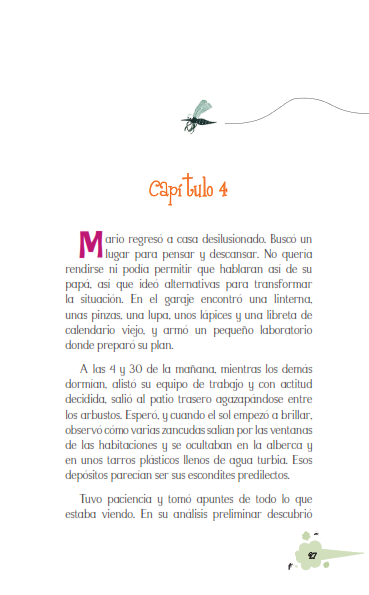 Capítulo 4
Mario regresó a casa desilusionado. Buscó un
lugar para pensar y descansar. No quería
rendirse ni podía permitir que hablaran así de su
papá, así que ideó alternativas para transformar
la situación. En el garaje encontró una linterna,
unas pinzas, una lupa, unos lápices y una libreta de
calendario viejo, y armó un pequeño laboratorio
donde preparó su plan.
A las 4 y 30 de la mañana, mientras los demás
dormían, alistó su equipo de trabajo y con actitud
decidida, salió al patio trasero agazapándose entre
los arbustos. Esperó, y cuando el sol empezó a brillar,
observó cómo varias zancudas salían por las ventanas
de las habitaciones y se ocultaban en la alberca y
en unos tarros plásticos llenos de agua turbia. Esos
depósitos parecían ser sus escondites predilectos.
Tuvo paciencia y tomó apuntes de todo lo que
estaba viendo. En su análisis preliminar descubrió
27